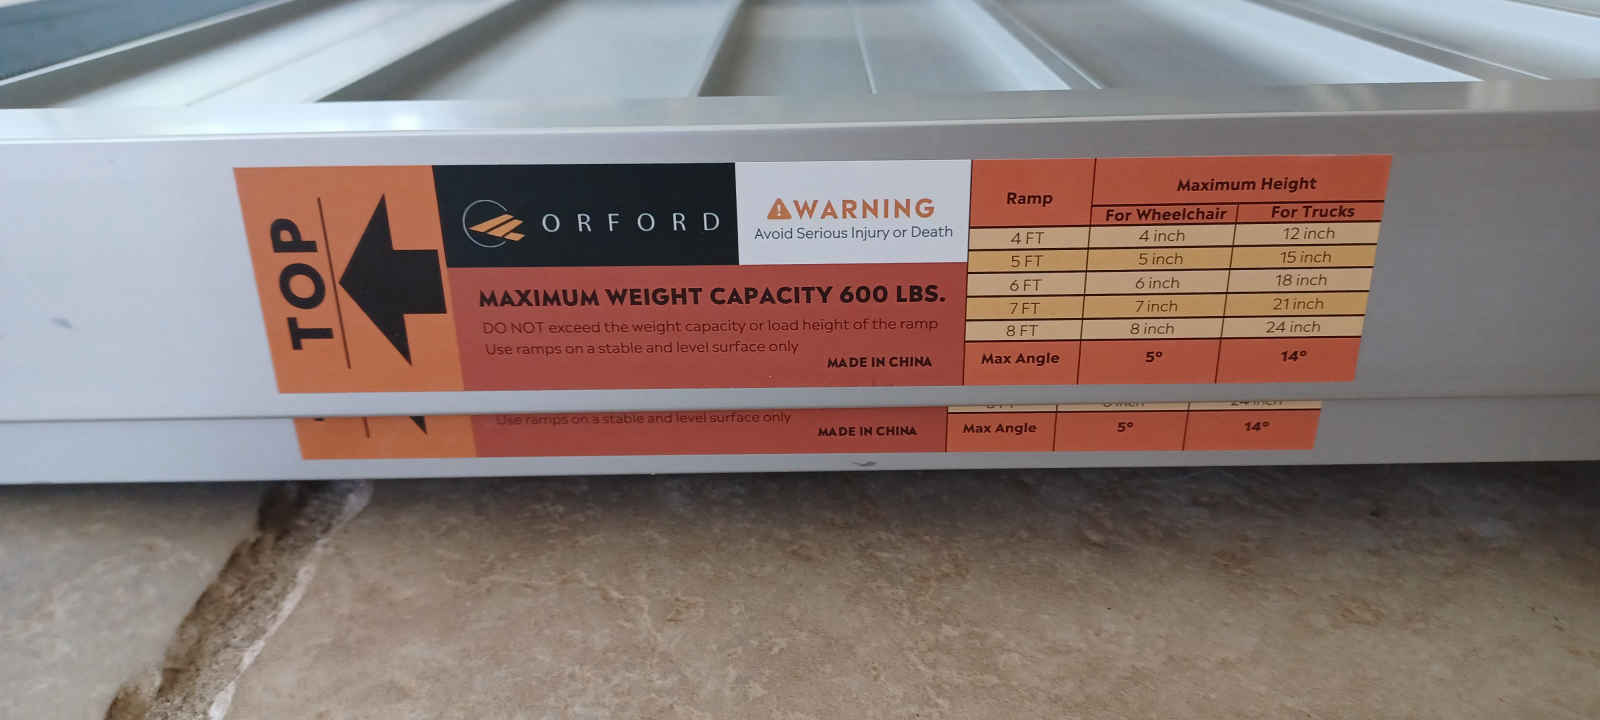 TOP
ORFORD
WARNING
Avoid Serious Injury or Death
MAXIMUM WEIGHT CAPACITY 600 LBS.
DO NOT exceed the weight capacity or load height of the ramp
Use ramps on a stable and level surface only
MADE IN CHINA
Ramp Maximum Height
For Wheelchair For Trucks
4 FT 4 inch 12 inch
5 FT 5 inch 15 inch
6 FT 6 inch 18 inch
7 FT 7 inch 21 inch
8 FT 8 inch 24 inch
Max Angle 5° 14°
Use ramps on a stable and level surface only
MADE IN CHINA
Max Angle 5° 14°